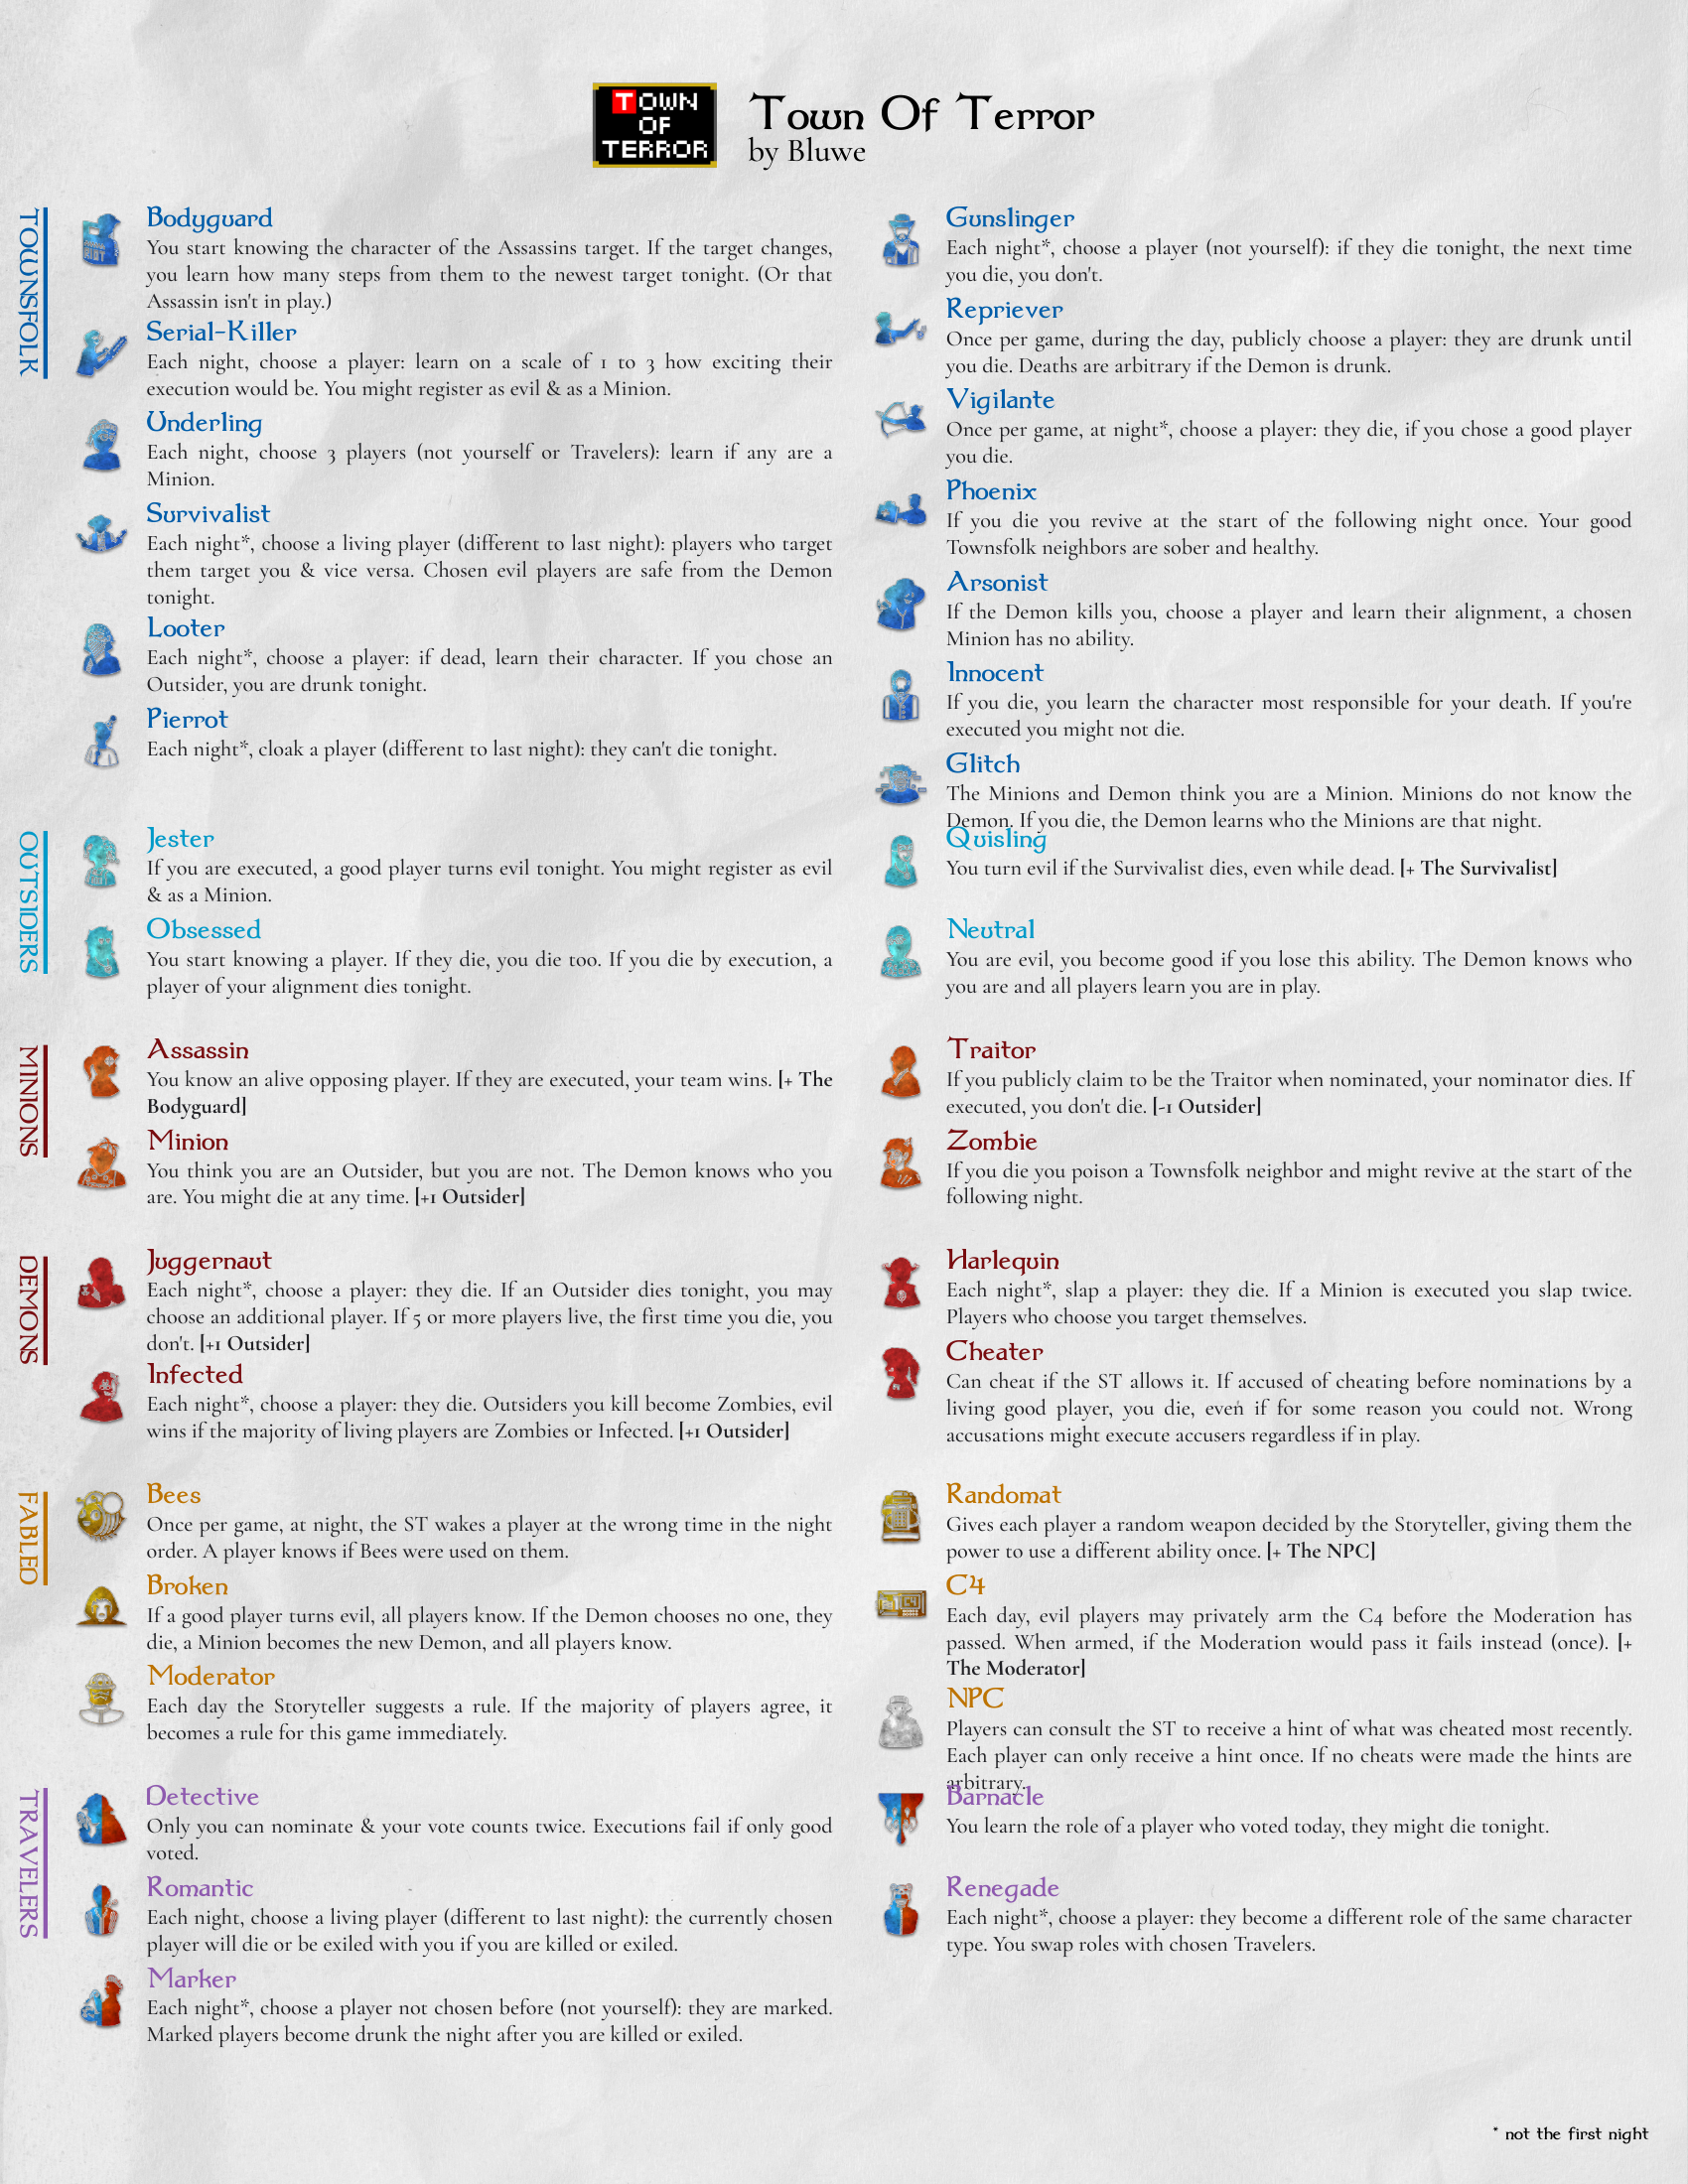 TOWN
OF
TERROR
Town Of Terror
by Bluwe
TOWNSFOLK
Bodyguard
You start knowing the character of the Assassins target. If the target changes,
you learn how many steps from them to the newest target tonight. (Or that
Assassin isn't in play.)
Serial-Killer
Each night, choose a player: learn on a scale of 1 to 3 how exciting their
execution would be. You might register as evil & as a Minion.
Underling
Each night, choose 3 players (not yourself or Travelers): learn if any are a
Minion.
Survivalist
Each night*, choose a living player (different to last night): players who target
them target you & vice versa. Chosen evil players are safe from the Demon
tonight.
Looter
Each night*, choose a player: if dead, learn their character. If you chose an
Outsider, you are drunk tonight.
Pierrot
Each night*, cloak a player (different to last night): they can't die tonight.
Gunslinger
Each night*, choose a player (not yourself): if they die tonight, the next time
you die, you don't.
Repriever
Once per game, during the day, publicly choose a player: they are drunk until
you die. Deaths are arbitrary if the Demon is drunk.
Vigilante
Once per game, at night*, choose a player: they die, if you chose a good player
you die.
Phoenix
If you die you revive at the start of the following night once. Your good
Townsfolk neighbors are sober and healthy.
Arsonist
If the Demon kills you, choose a player and learn their alignment, a chosen
Minion has no ability.
Innocent
If you die, you learn the character most responsible for your death. If you're
executed you might not die.
Glitch
The Minions and Demon think you are a Minion. Minions do not know the
Demon. If you die, the Demon learns who the Minions are that night.
OUTSIDERS
Jester
If you are executed, a good player turns evil tonight. You might register as evil
& as a Minion.
Obsessed
You start knowing a player. If they die, you die too. If you die by execution, a
player of your alignment dies tonight.
Quisling
You turn evil if the Survivalist dies, even while dead. [+ The Survivalist]
Neutral
You are evil, you become good if you lose this ability. The Demon knows who
you are and all players learn you are in play.
MINIONS
Assassin
You know an alive opposing player. If they are executed, your team wins. [+ The
Bodyguard]
Minion
You think you are an Outsider, but you are not. The Demon knows who you
are. You might die at any time. [+1 Outsider]
Traitor
If you publicly claim to be the Traitor when nominated, your nominator dies. If
executed, you don't die. [-1 Outsider]
Zombie
If you die you poison a Townsfolk neighbor and might revive at the start of the
following night.
DEMONS
Juggernaut
Each night*, choose a player: they die. If an Outsider dies tonight, you may
choose an additional player. If 5 or more players live, the first time you die, you
don't. [+1 Outsider]
Infected
Each night*, choose a player: they die. Outsiders you kill become Zombies, evil
wins if the majority of living players are Zombies or Infected. [+1 Outsider]
Harlequin
Each night*, slap a player: they die. If a Minion is executed you slap twice.
Players who choose you target themselves.
Cheater
Can cheat if the ST allows it. If accused of cheating before nominations by a
living good player, you die, even if for some reason you could not. Wrong
accusations might execute accusers regardless if in play.
FABLED
Bees
Once per game, at night, the ST wakes a player at the wrong time in the night
order. A player knows if Bees were used on them.
Broken
If a good player turns evil, all players know. If the Demon chooses no one, they
die, a Minion becomes the new Demon, and all players know.
Moderator
Each day the Storyteller suggests a rule. If the majority of players agree, it
becomes a rule for this game immediately.
Randomat
Gives each player a random weapon decided by the Storyteller, giving them the
power to use a different ability once. [+ The NPC]
C4
Each day, evil players may privately arm the C4 before the Moderation has
passed. When armed, if the Moderation would pass it fails instead (once). [+
The Moderator]
NPC
Players can consult the ST to receive a hint of what was cheated most recently.
Each player can only receive a hint once. If no cheats were made the hints are
arbitrary.
TRAVELERS
Detective
Only you can nominate & your vote counts twice. Executions fail if only good
voted.
Romantic
Each night, choose a living player (different to last night): the currently chosen
player will die or be exiled with you if you are killed or exiled.
Marker
Each night*, choose a player not chosen before (not yourself): they are marked.
Marked players become drunk the night after you are killed or exiled.
Barnacle
You learn the role of a player who voted today, they might die tonight.
Renegade
Each night*, choose a player: they become a different role of the same character
type. You swap roles with chosen Travelers.
* not the first night